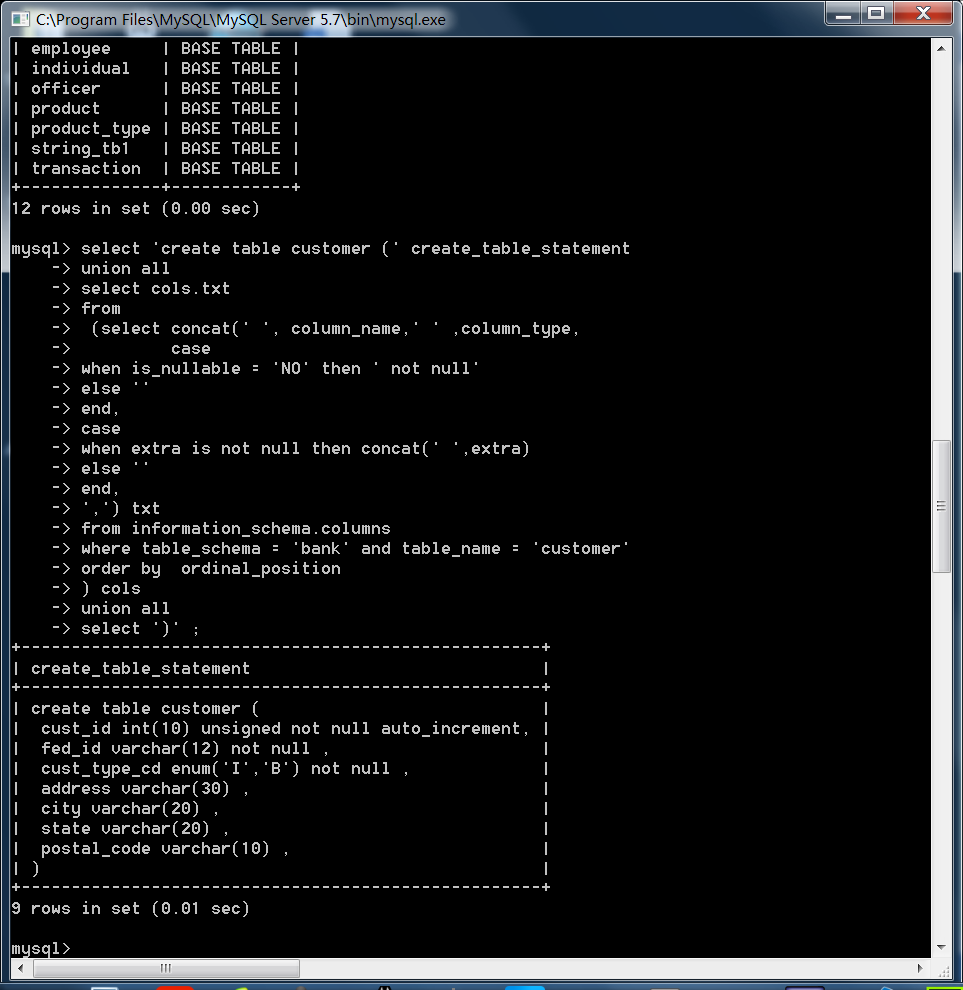 C:\Program Files\MySQL\MySQL Server 5.7\bin\mysql.exe
| employee     | BASE TABLE |
| individual   | BASE TABLE |
| officer      | BASE TABLE |
| product      | BASE TABLE |
| product_type | BASE TABLE |
| string_tb1   | BASE TABLE |
| transaction  | BASE TABLE |
+--------------+------------+
12 rows in set (0.00 sec)
mysql> select 'create table customer (' create_table_statement
    -> union all
    -> select cols.txt
    -> from
    ->  (select concat(' ', column_name,' ' ,column_type,
    ->          case
    -> when is_nullable = 'NO' then ' not null'
    -> else ''
    -> end,
    -> case
    -> when extra is not null then concat(' ',extra)
    -> else ''
    -> end,
    -> ',') txt
    -> from information_schema.columns
    -> where table_schema = 'bank' and table_name = 'customer'
    -> order by  ordinal_position
    -> ) cols
    -> union all
    -> select ')' ;
+----------------------------------------------------+
| create_table_statement                             |
+----------------------------------------------------+
| create table customer (                            |
|  cust_id int(10) unsigned not null auto_increment, |
|  fed_id varchar(12) not null ,                     |
|  cust_type_cd enum('I','B') not null ,             |
|  address varchar(30) ,                             |
|  city varchar(20) ,                                |
|  state varchar(20) ,                               |
|  postal_code varchar(10) ,                         |
| )                                                  |
+----------------------------------------------------+
9 rows in set (0.01 sec)
mysql>